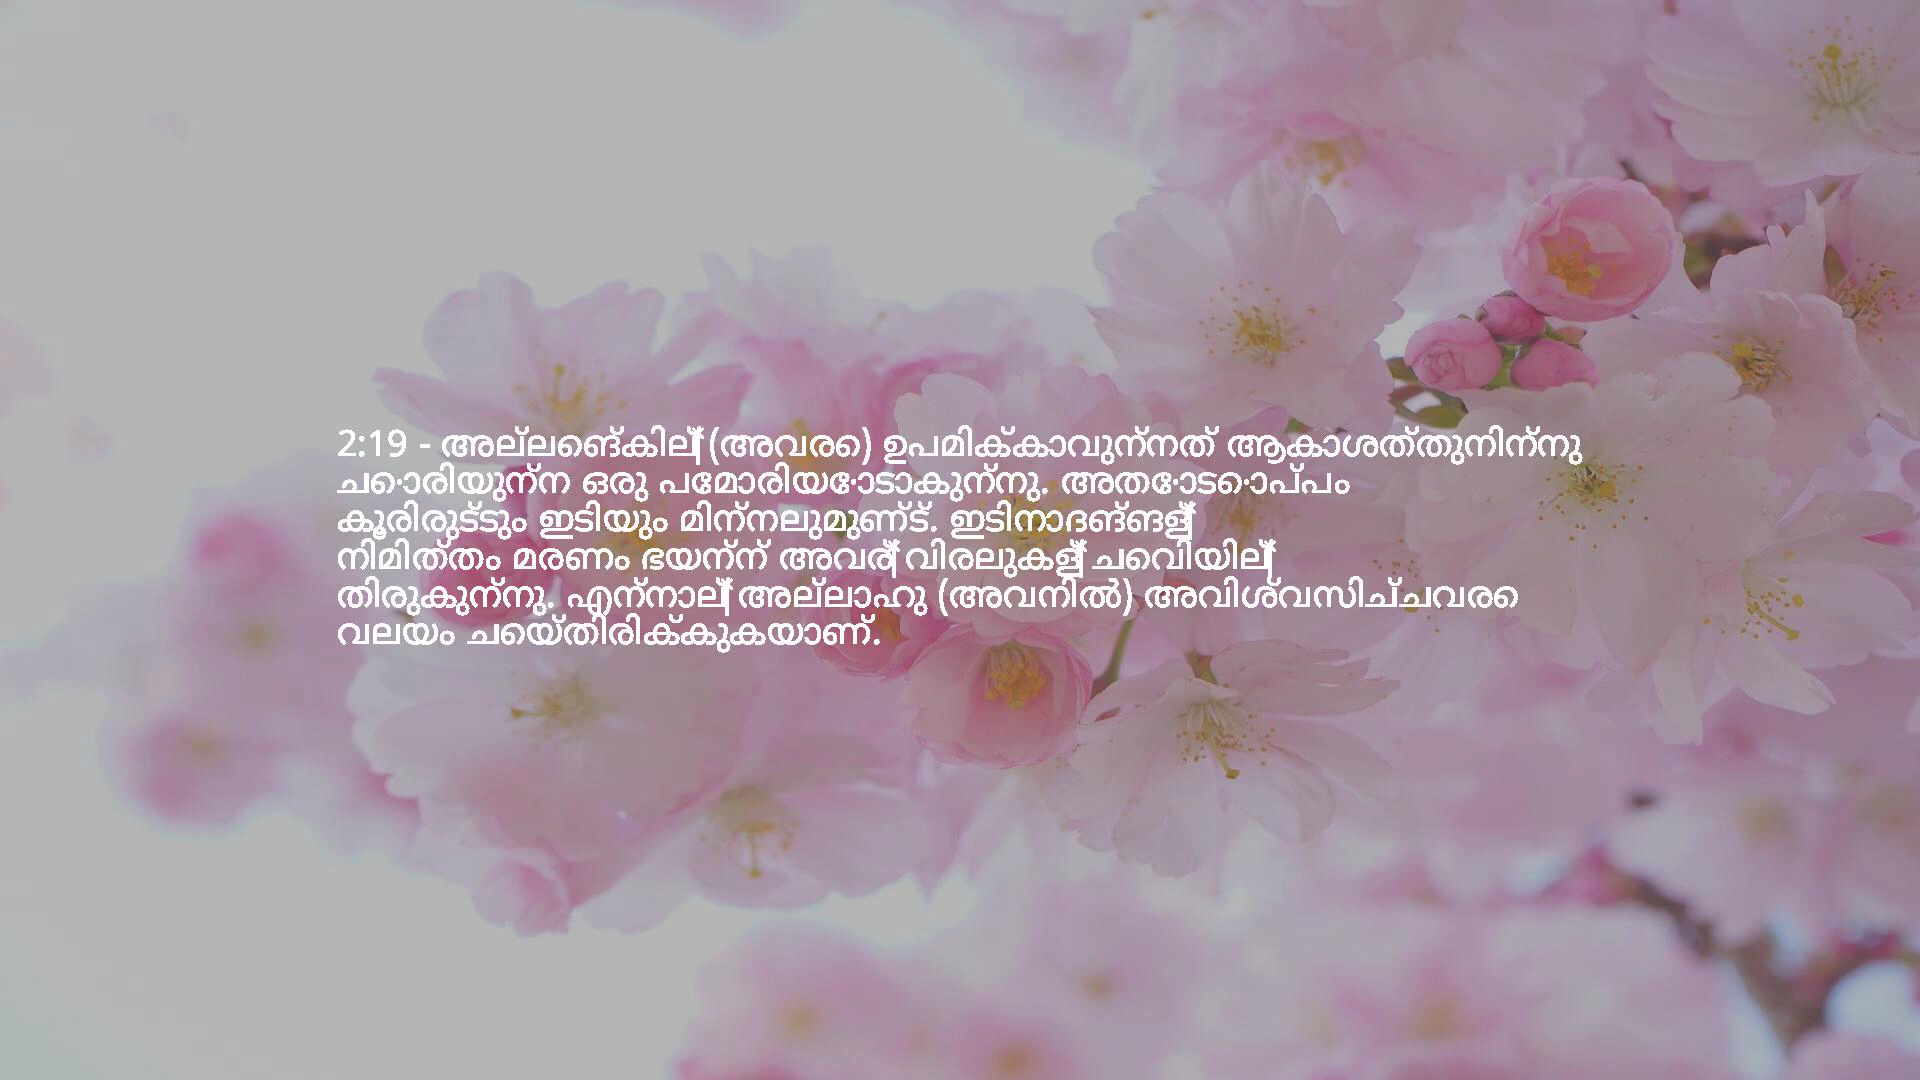 2:19 - അല്ലെങ്കില്‍ (അവരെ) ഉപമിക്കാവുന്നത് ആകാശത്തുനിന്നു
ചൊരിയുന്ന ഒരു പേമാരിയോടാകുന്നു. അതോടൊപ്പം
കൂരിരുട്ടും ഇടിയും മിന്നലുമുണ്ട്. ഇടിനാദങ്ങള്‍
നിമിത്തം മരണം ഭയന്ന് അവര്‍ വിരലുകള്‍ ചെവിയില്‍
തിരുകുന്നു. എന്നാല്‍ അല്ലാഹു (അവനിൽ) അവിശ്വസിച്ചവരെ
വലയം ചെയ്തിരിക്കുകയാണ്.